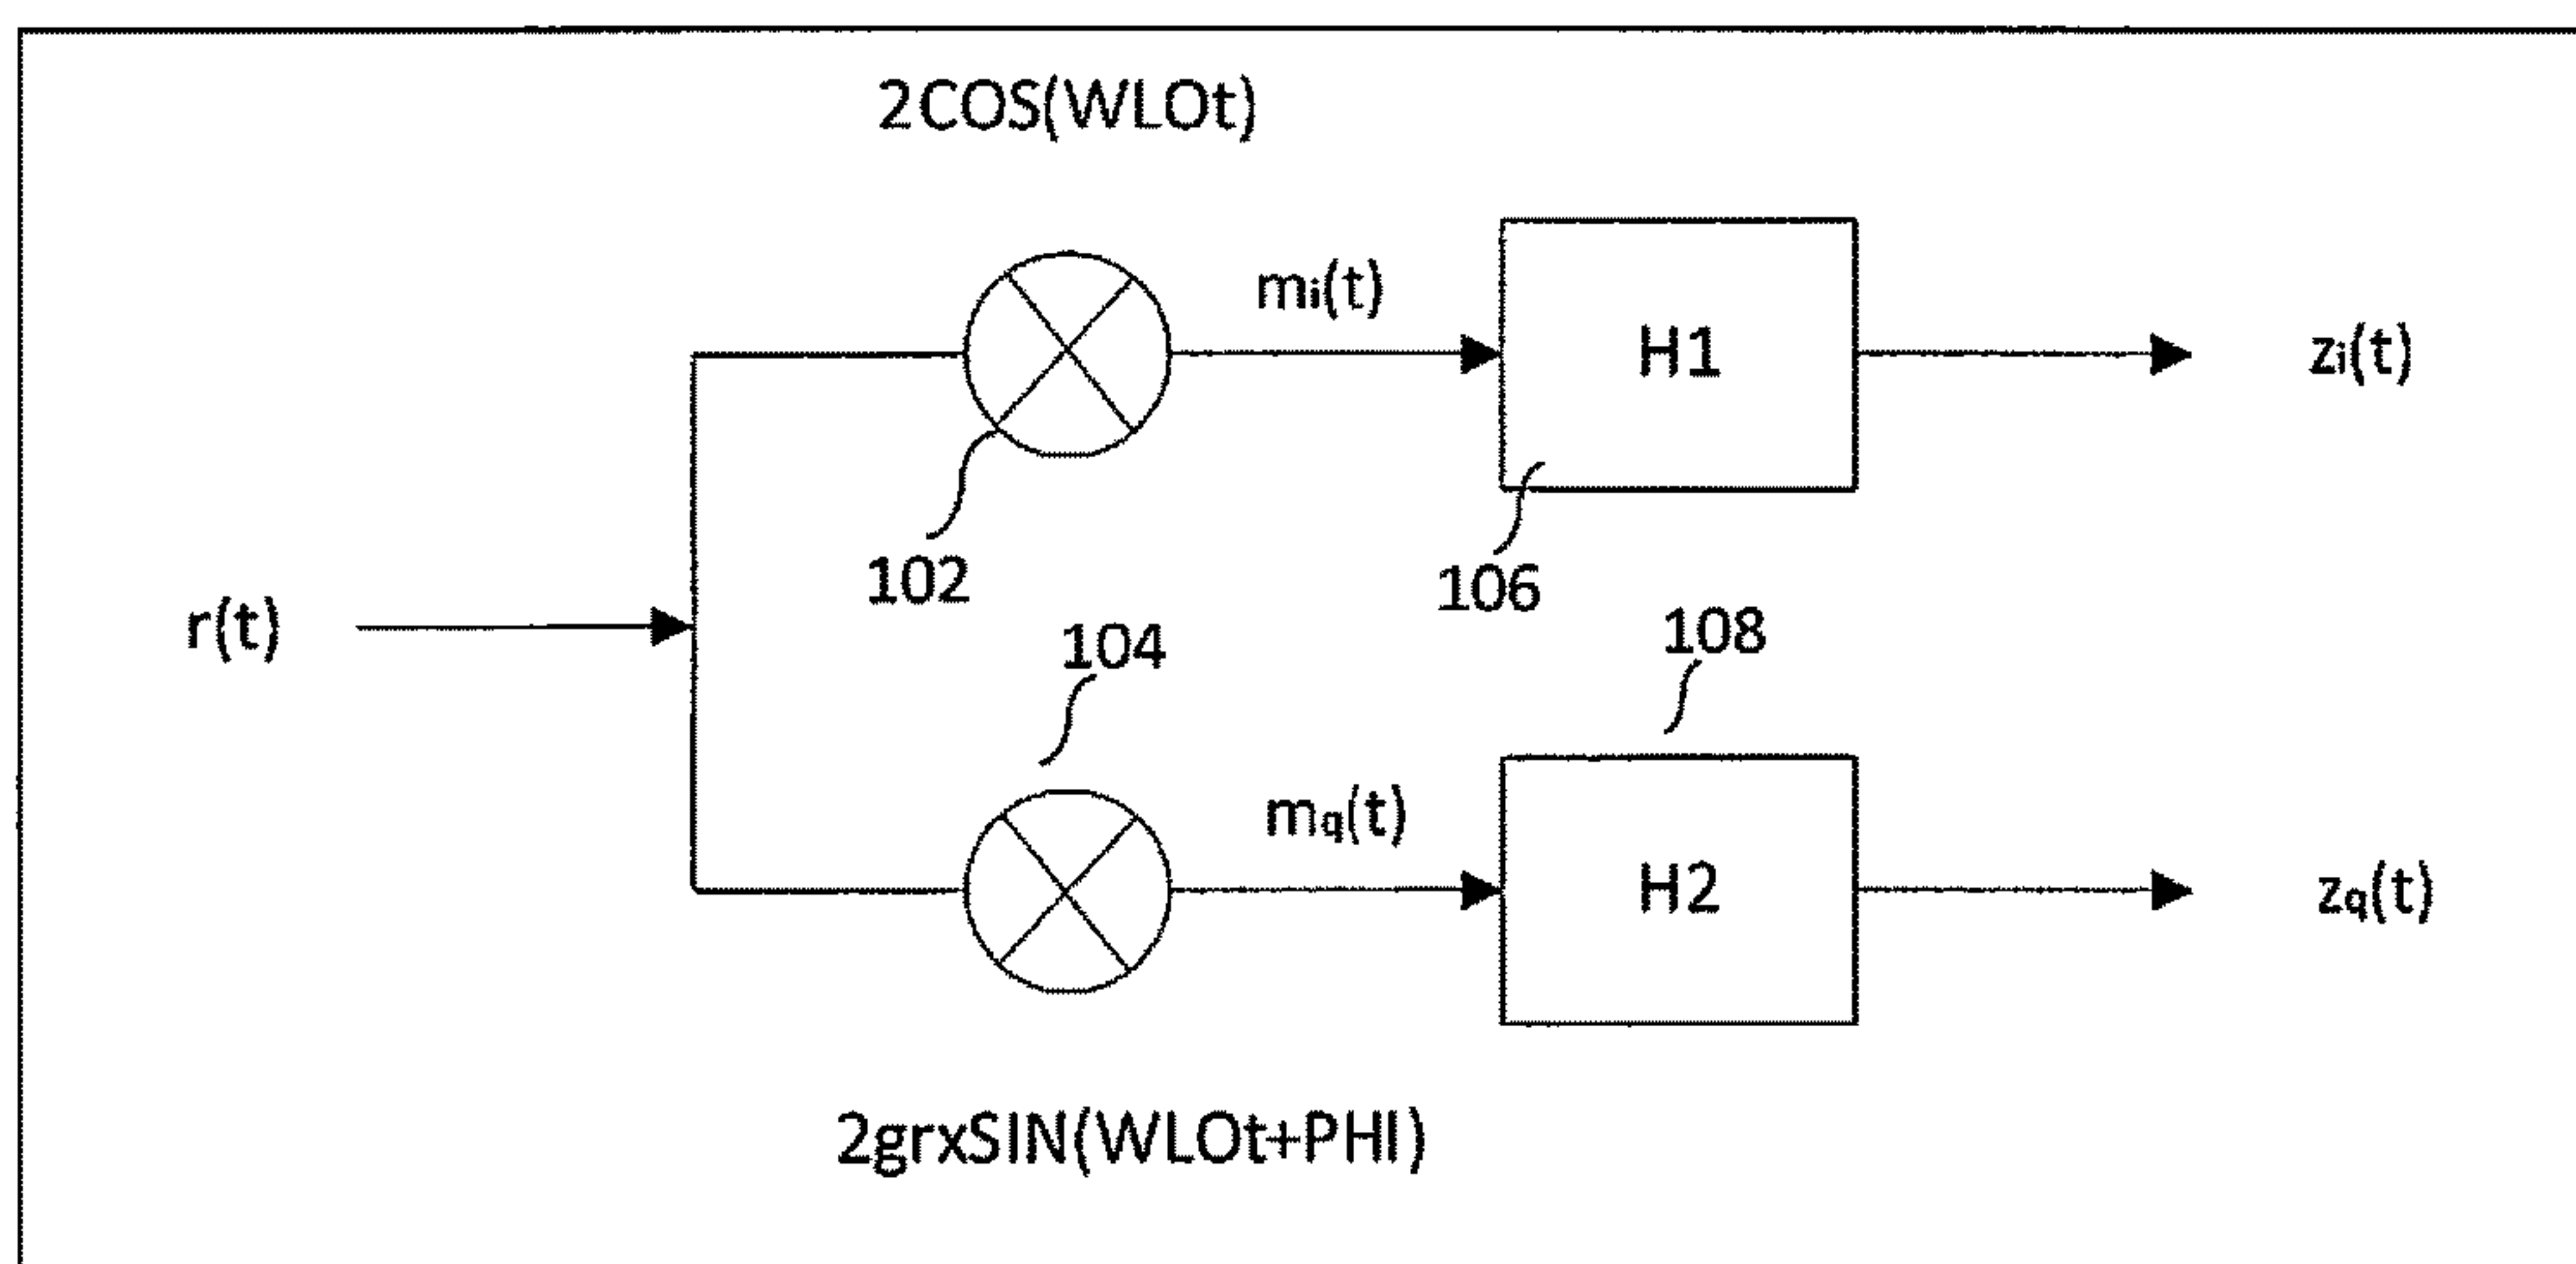 2COS(WLOt)
mi(t)
H1
zi(t)
102
106
r(t)
104
108
mq(t)
H2
zq(t)
2grxSIN(WLOt+PHI)